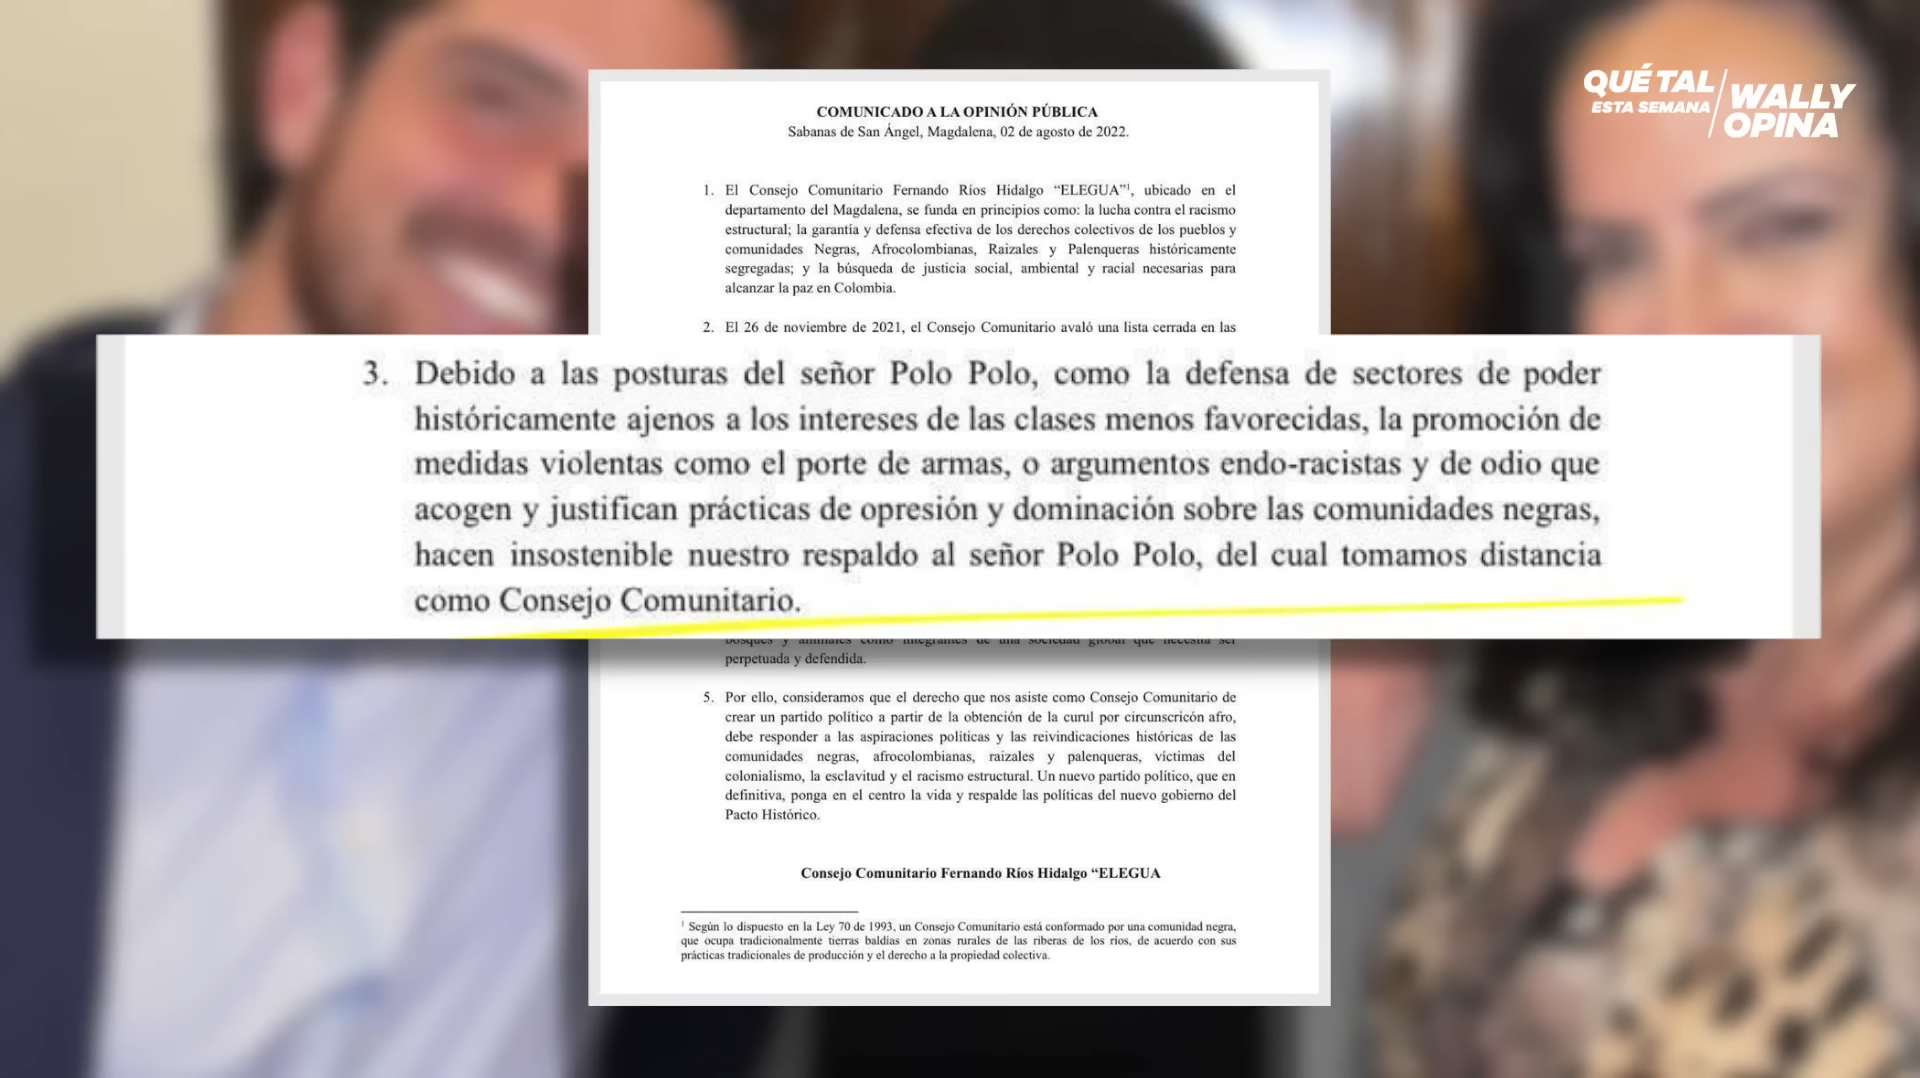 QUÉ TAL
ESTA SEMANA
WALLY
OPINA
COMUNICADO A LA OPINIÓN PÚBLICA
Sabanas de San Ángel, Magdalena, 02 de agosto de 2022.
1. El Consejo Comunitario Fernando Ríos Hidalgo “ELEGUA”¹, ubicado en el
departamento del Magdalena, se funda en principios como: la lucha contra el racismo
estructural; la garantía y defensa efectiva de los derechos colectivos de los pueblos y
comunidades Negras, Afrocolombianas, Raizales y Palenqueras históricamente
segregadas; y la búsqueda de justicia social, ambiental y racial necesarias para
alcanzar la paz en Colombia.
2. El 26 de noviembre de 2021, el Consejo Comunitario avaló una lista cerrada en las
3. Debido a las posturas del señor Polo Polo, como la defensa de sectores de poder
históricamente ajenos a los intereses de las clases menos favorecidas, la promoción de
medidas violentas como el porte de armas, o argumentos endo-racistas y de odio que
acogen y justifican prácticas de opresión y dominación sobre las comunidades negras,
hacen insostenible nuestro respaldo al señor Polo Polo, del cual tomamos distancia
como Consejo Comunitario.
bosques y animales como integrantes de una sociedad global que necesita ser
perpetuada y defendida.
5. Por ello, consideramos que el derecho que nos asiste como Consejo Comunitario de
crear un partido político a partir de la obtención de la curul por circunscricón afro,
debe responder a las aspiraciones políticas y las reivindicaciones históricas de las
comunidades negras, afrocolombianas, raizales y palenqueras, víctimas del
colonialismo, la esclavitud y el racismo estructural. Un nuevo partido político, que en
definitiva, ponga en el centro la vida y respalde las políticas del nuevo gobierno del
Pacto Histórico.
Consejo Comunitario Fernando Ríos Hidalgo “ELEGUA
¹ Según lo dispuesto en la Ley 70 de 1993, un Consejo Comunitario está conformado por una comunidad negra,
que ocupa tradicionalmente tierras baldías en zonas rurales de las riberas de los ríos, de acuerdo con sus
prácticas tradicionales de producción y el derecho a la propiedad colectiva.